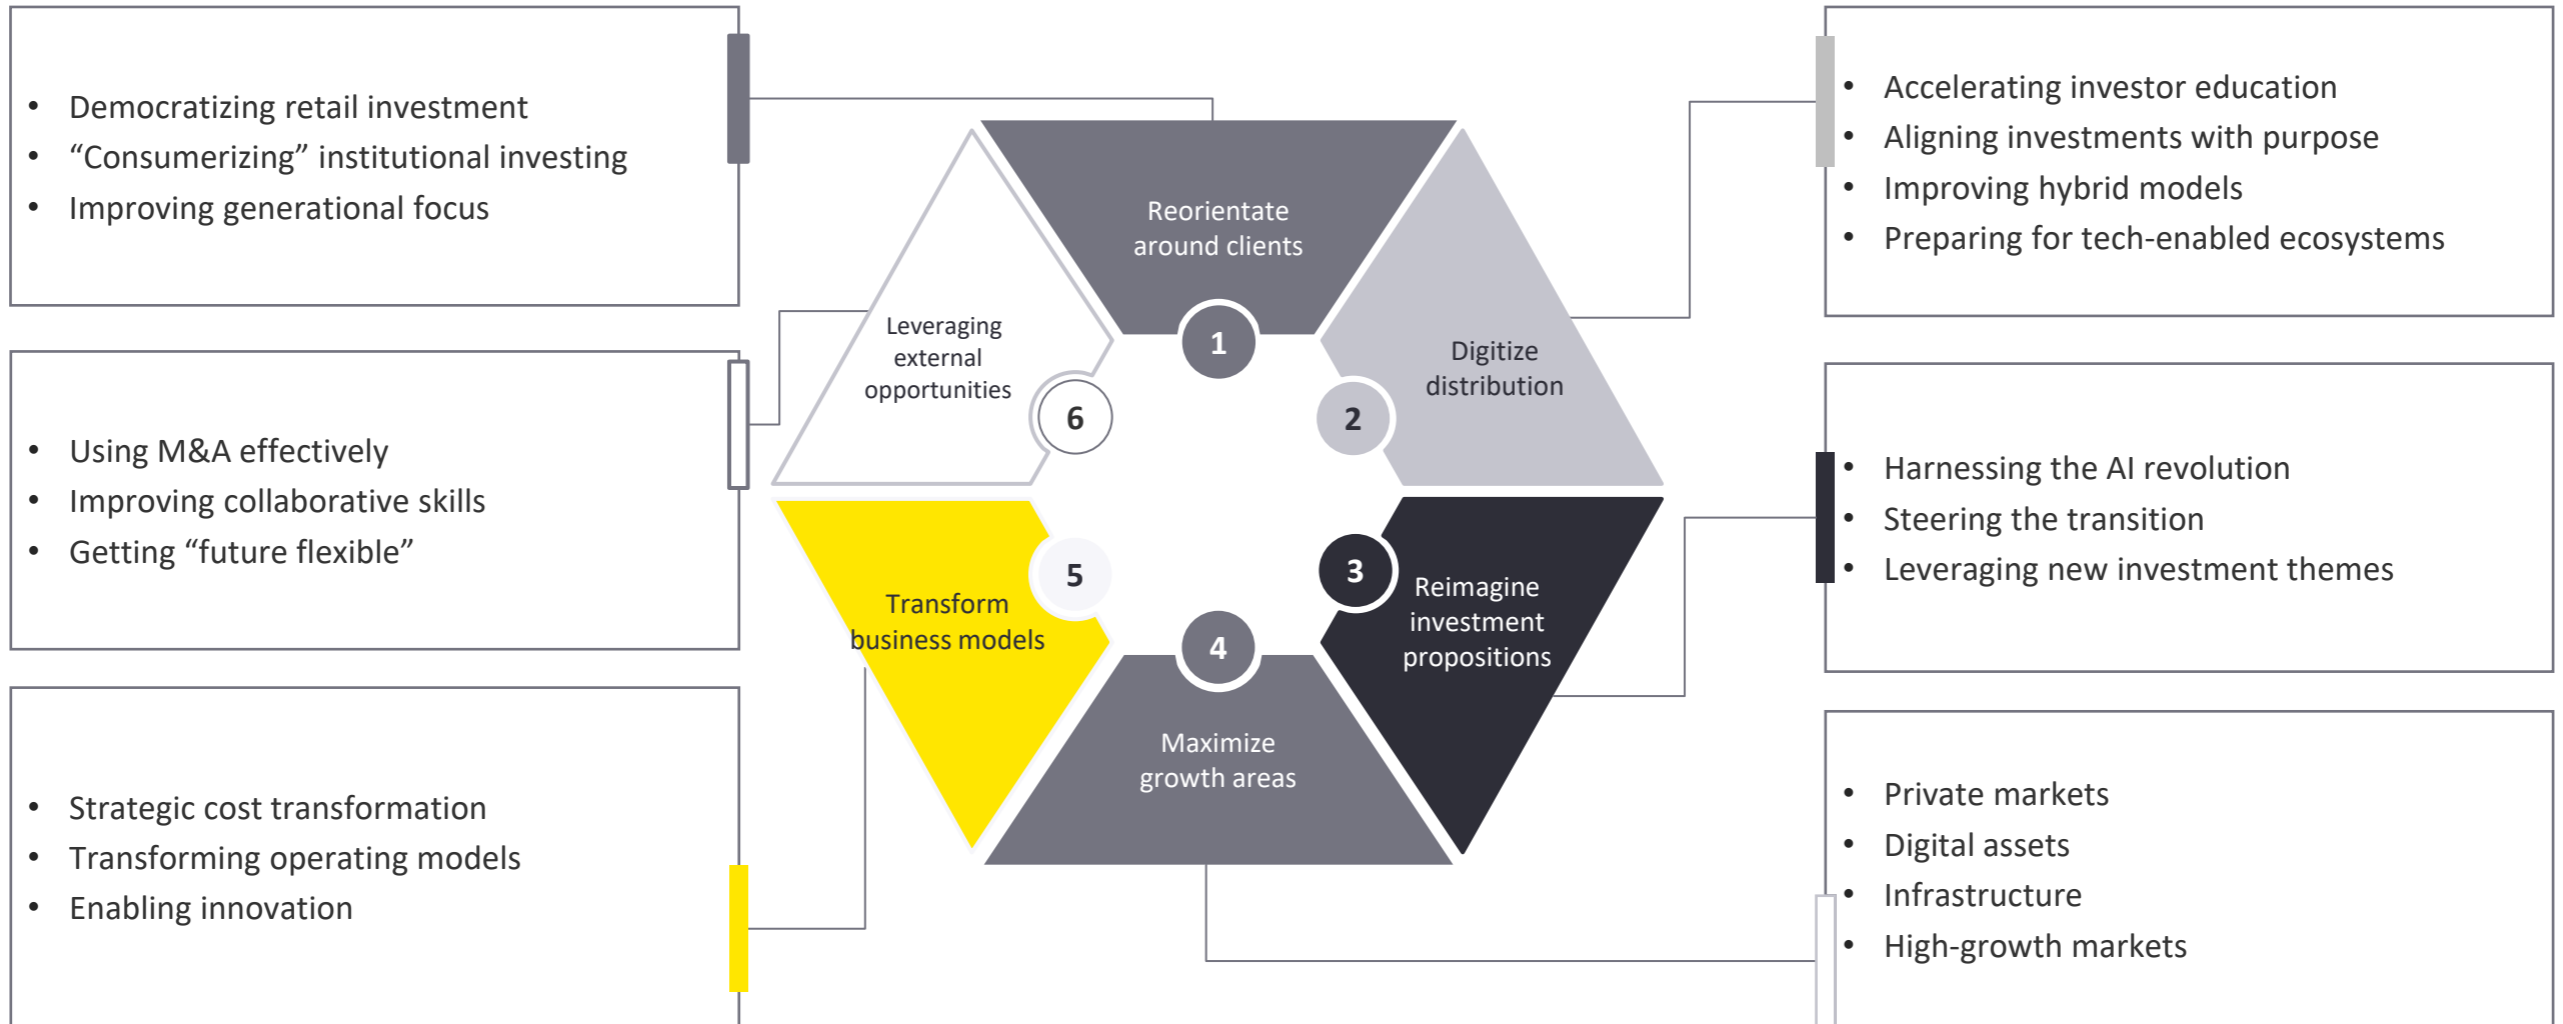 • Democratizing retail investment
• “Consumerizing” institutional investing
• Improving generational focus
• Using M&A effectively
• Improving collaborative skills
• Getting “future flexible”
• Strategic cost transformation
• Transforming operating models
• Enabling innovation
Reorientate
around clients
1
Digitize
distribution
2
3
Reimagine
investment
propositions
4
Maximize
growth areas
5
Transform
business models
Leveraging
external
opportunities
6
• Accelerating investor education
• Aligning investments with purpose
• Improving hybrid models
• Preparing for tech-enabled ecosystems
• Harnessing the AI revolution
• Steering the transition
• Leveraging new investment themes
• Private markets
• Digital assets
• Infrastructure
• High-growth markets